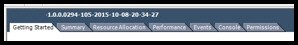 1.0.0.0294-105-2015-10-08-20-34-27
Getting Started Summary Resource Allocation Performance Events Console Permissions